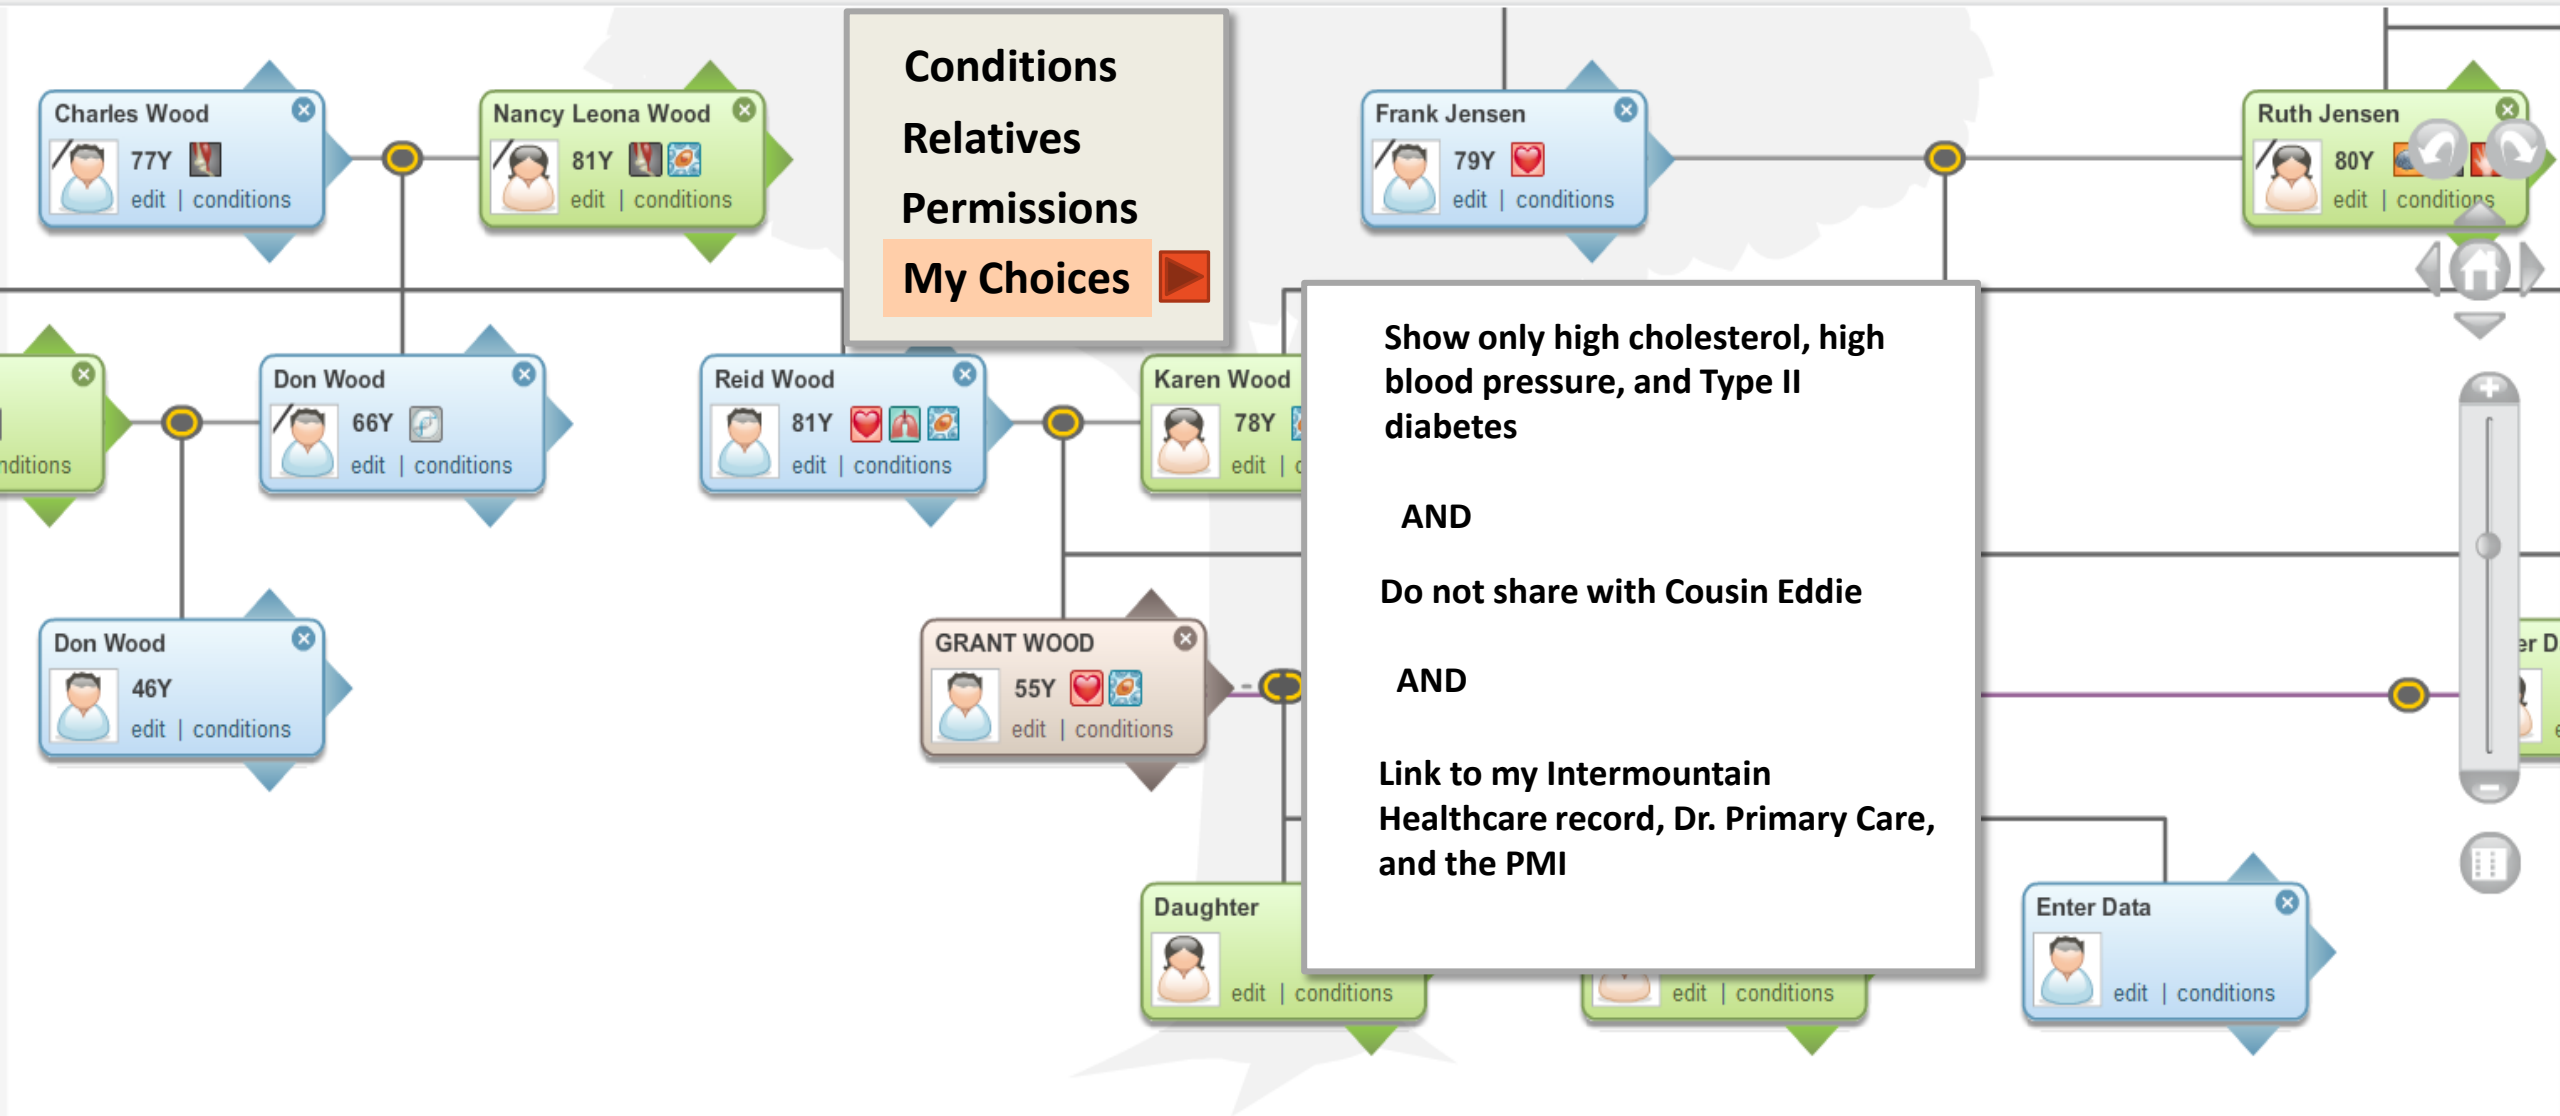 Charles Wood
77Y
edit | conditions
Nancy Leona Wood
81Y
edit | conditions
Conditions
Relatives
Permissions
My Choices
Frank Jensen
79Y
edit | conditions
Ruth Jensen
80Y
edit | conditions
Don Wood
66Y
edit | conditions
Reid Wood
81Y
edit | conditions
Karen Wood
78Y
edit |
Show only high cholesterol, high
blood pressure, and Type II
diabetes
AND
Do not share with Cousin Eddie
AND
Link to my Intermountain
Healthcare record, Dr. Primary Care,
and the PMI
Don Wood
46Y
edit | conditions
GRANT WOOD
55Y
edit | conditions
Daughter
edit | conditions
edit | conditions
Enter Data
edit | conditions